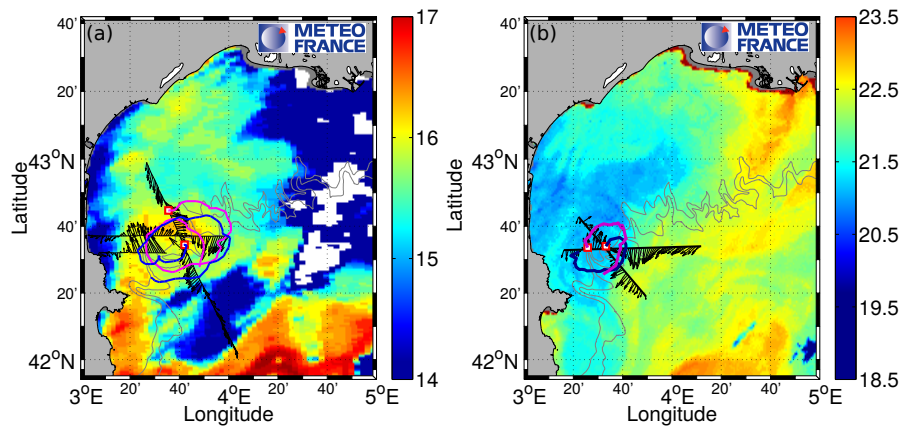 (a)
METEO
FRANCE
40'
20'
43°N
40'
20'
42°N
3°E
20'
40'
4°E
20'
40'
5°E
Latitude
Longitude
17
16
15
14
(b)
METEO
FRANCE
40'
20'
43°N
40'
20'
42°N
3°E
20'
40'
4°E
20'
40'
5°E
Latitude
Longitude
23.5
22.5
21.5
20.5
19.5
18.5